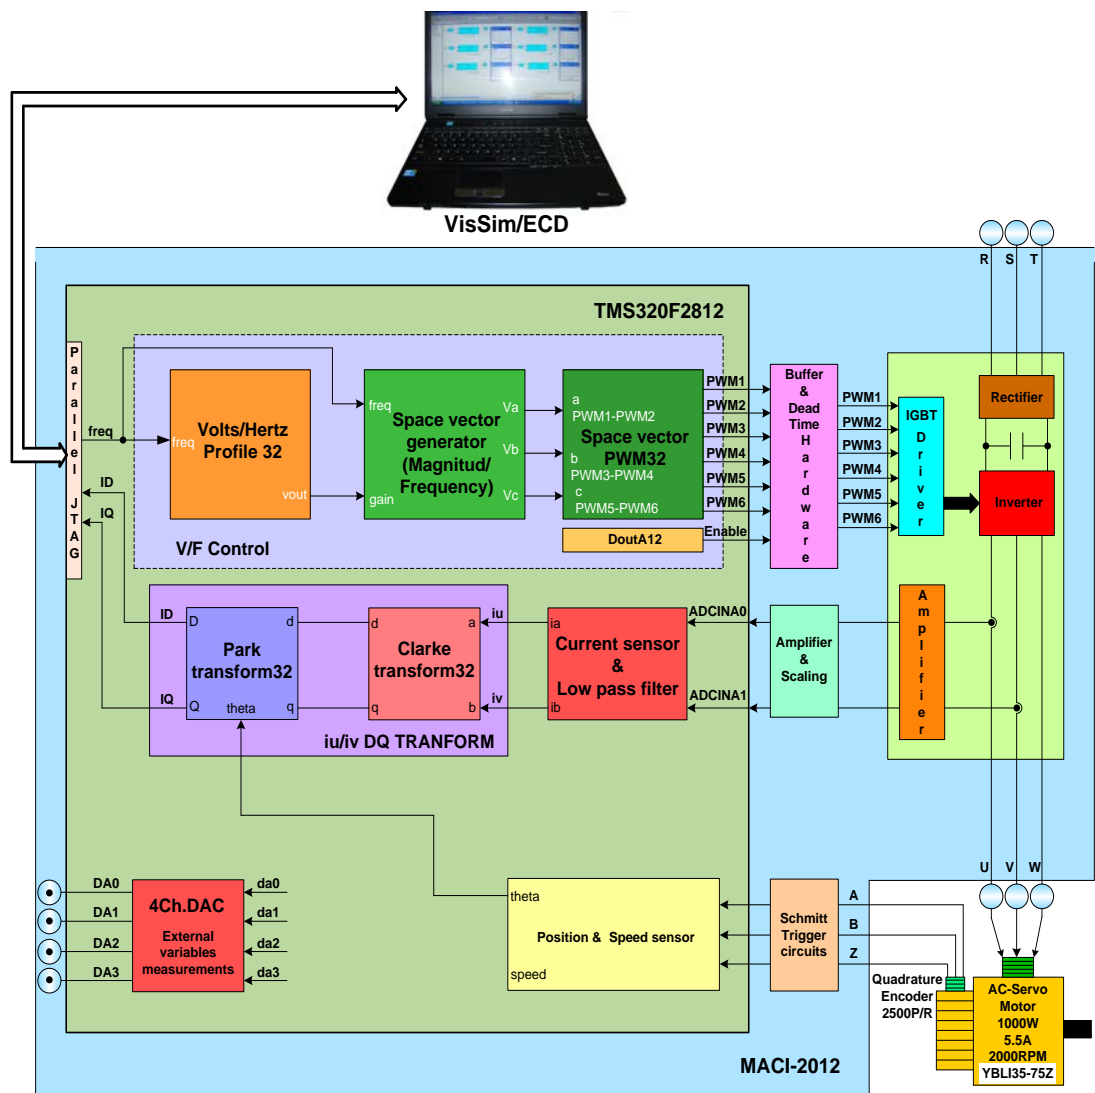 VisSim/ECD
R S T
TMS320F2812
Parallel JTAG
freq
ID
IQ
freq
Volts/Hertz
Profile 32
vout
V/F Control
freq
gain
Space vector
generator
(Magnitud/
Frequency)
Va
Vb
Vc
a
PWM1-PWM2
Space vector
PWM32
b
PWM3-PWM4
c
PWM5-PWM6
DoutA12
PWM1
PWM2
PWM3
PWM4
PWM5
PWM6
Enable
Buffer
&
Dead
Time
Hardware
PWM1
PWM2
PWM3
PWM4
PWM5
PWM6
IGBT
Driver
Rectifier
Inverter
ID
IQ
D
Q
d
q
Park
transform32
theta
d
q
a
b
Clarke
transform32
iu/iv DQ TRANFORM
iu
iv
ia
ib
Current sensor
&
Low pass filter
ADCINA0
ADCINA1
Amplifier
&
Scaling
Amplifier
U V W
DA0
DA1
DA2
DA3
4Ch.DAC
External
variables
measurements
da0
da1
da2
da3
theta
Position & Speed sensor
speed
Schmitt
Trigger
circuits
A
B
Z
Quadrature
Encoder
2500P/R
AC-Servo
Motor
1000W
5.5A
2000RPM
YBLI35-75Z
MACI-2012